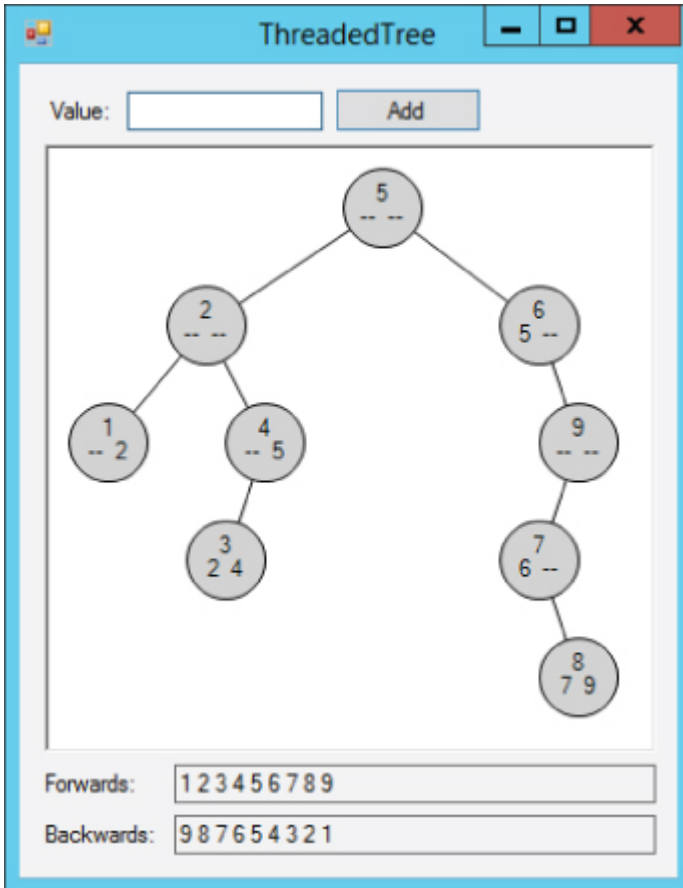 ThreadedTree
Value: Add
5
-- --
2 6
-- -- 5 --
1 4 9
-- 2 -- 5 -- --
3 7
2 4 6 --
8
7 9
Forwards: 1 2 3 4 5 6 7 8 9
Backwards: 9 8 7 6 5 4 3 2 1